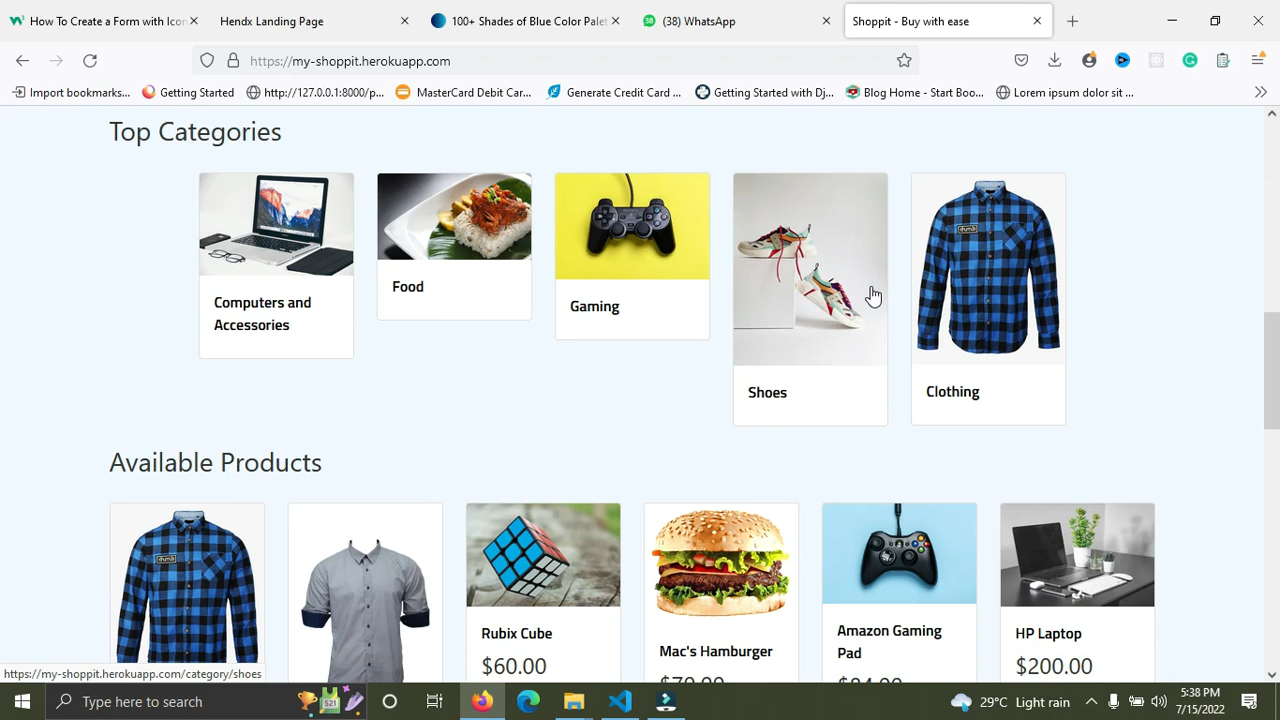 How To Create a Form with Icon
Hendx Landing Page
100+ Shades of Blue Color Palet
(38) WhatsApp
Shoppit - Buy with ease
https://my-shoppit.herokuapp.com
Import bookmarks...
Getting Started
http://127.0.0.1:8000/p...
MasterCard Debit Car...
Generate Credit Card ...
Getting Started with Dj...
Blog Home - Start Boo...
Lorem ipsum dolor sit ...
Top Categories
Computers and
Accessories
Food
Gaming
Shoes
Clothing
Available Products
Rubix Cube
$60.00
Mac's Hamburger
Amazon Gaming
Pad
HP Laptop
$200.00
https://my-shoppit.herokuapp.com/category/shoes
Type here to search
29°C Light rain
5:38 PM
7/15/2022